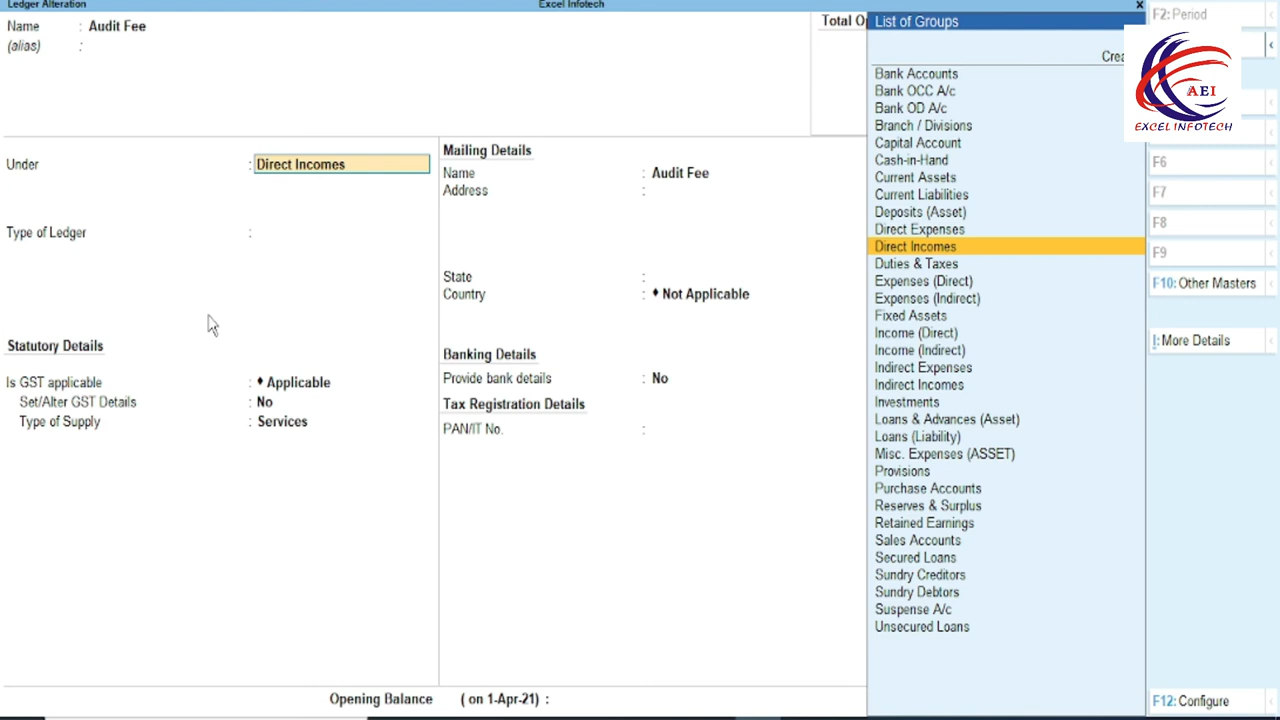 Ledger Alteration
Excel Infotech
×
Name : Audit Fee
(alias) :
Total Op
Under : Direct Incomes
Type of Ledger :
Statutory Details
Is GST applicable : ♦ Applicable
Set/Alter GST Details : No
Type of Supply : Services
Mailing Details
Name : Audit Fee
Address :
State :
Country : ♦ Not Applicable
Banking Details
Provide bank details : No
Tax Registration Details
PAN/IT No. :
Opening Balance ( on 1-Apr-21) :
List of Groups
Crea
Bank Accounts
Bank OCC A/c
Bank OD A/c
Branch / Divisions
Capital Account
Cash-in-Hand
Current Assets
Current Liabilities
Deposits (Asset)
Direct Expenses
Direct Incomes
Duties & Taxes
Expenses (Direct)
Expenses (Indirect)
Fixed Assets
Income (Direct)
Income (Indirect)
Indirect Expenses
Indirect Incomes
Investments
Loans & Advances (Asset)
Loans (Liability)
Misc. Expenses (ASSET)
Provisions
Purchase Accounts
Reserves & Surplus
Retained Earnings
Sales Accounts
Secured Loans
Sundry Creditors
Sundry Debtors
Suspense A/c
Unsecured Loans
F2: Period
AEI
EXCEL INFOTECH
F6
F7
F8
F9
F10: Other Masters
I: More Details
F12: Configure